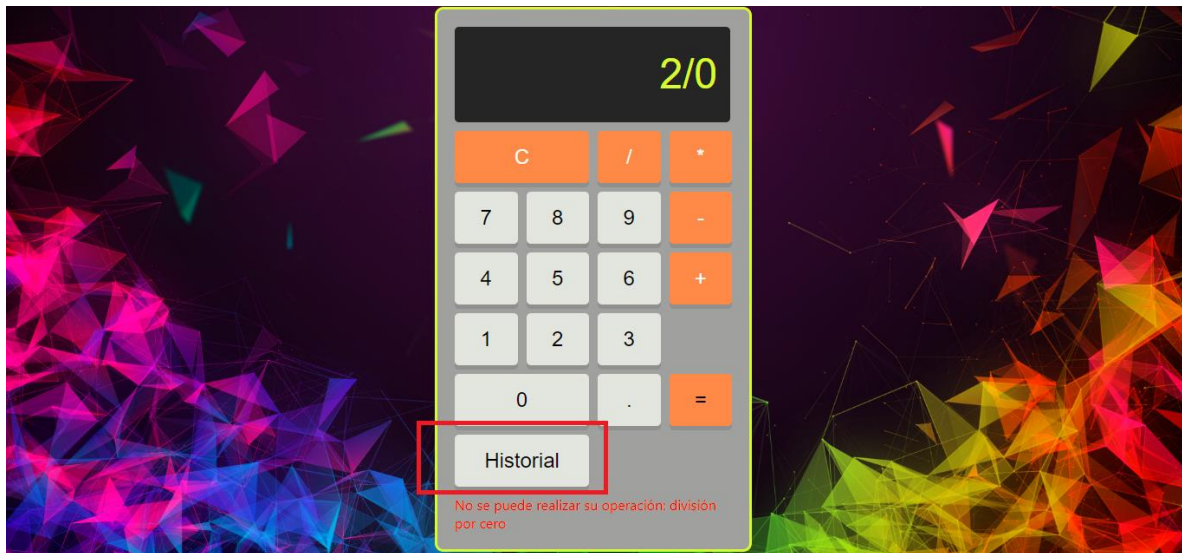 2/0
C / *
7 8 9 -
4 5 6 +
1 2 3
0 . =
Historial
No se puede realizar su operación: división
por cero